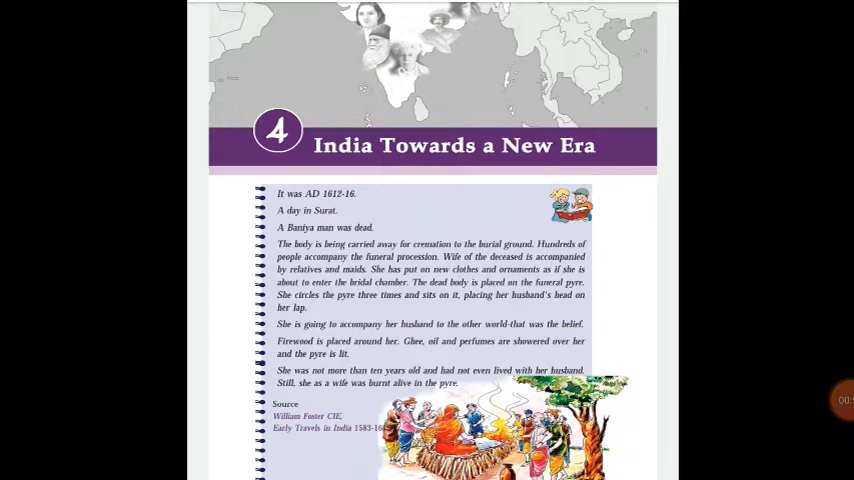 4
India Towards a New Era
It was AD 1612-16.
A day in Surat.
A Baniya man was dead.
The body is being carried away for cremation to the burial ground. Hundreds of
people accompany the funeral procession. Wife of the deceased is accompanied
by relatives and maids. She has put on new clothes and ornaments as if she is
about to enter the bridal chamber. The dead body is placed on the funeral pyre.
She circles the pyre three times and sits on it, placing her husband's head on
her lap.
She is going to accompany her husband to the other world-that was the belief.
Firewood is placed around her. Ghee, oil and perfumes are showered over her
and the pyre is lit.
She was not more than ten years old and had not even lived with her husband.
Still, she as a wife was burnt alive in the pyre.
Source
William Foster CIE,
Early Travels in India 1583-16